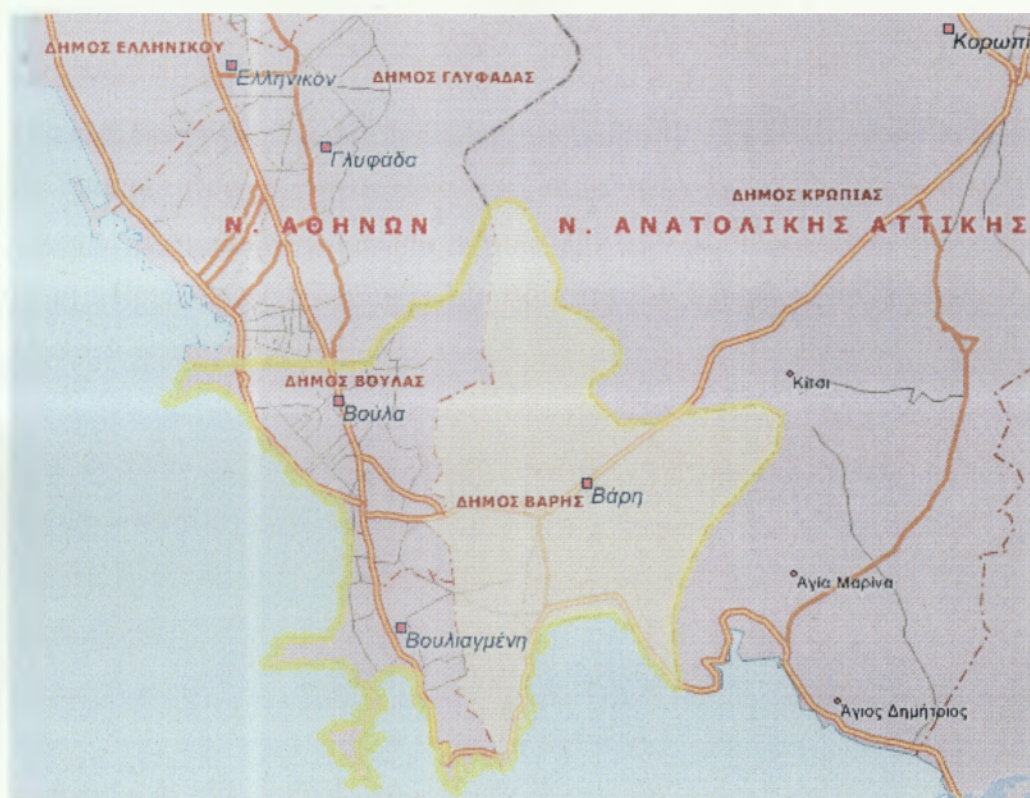 Κορωπί
ΔΗΜΟΣ ΕΛΛΗΝΙΚΟΥ
Ελληνικόν
ΔΗΜΟΣ ΓΛΥΦΑΔΑΣ
Γλυφάδα
ΔΗΜΟΣ ΚΡΩΠΙΑΣ
Ν. ΑΘΗΝΩΝ
Ν. ΑΝΑΤΟΛΙΚΗΣ ΑΤΤΙΚΗΣ
ΔΗΜΟΣ ΒΟΥΛΑΣ
Κίτσι
Βούλα
Βάρη
ΔΗΜΟΣ ΒΑΡΗΣ
Αγία Μαρίνα
Βουλιαγμένη
Άγιος Δημήτριος